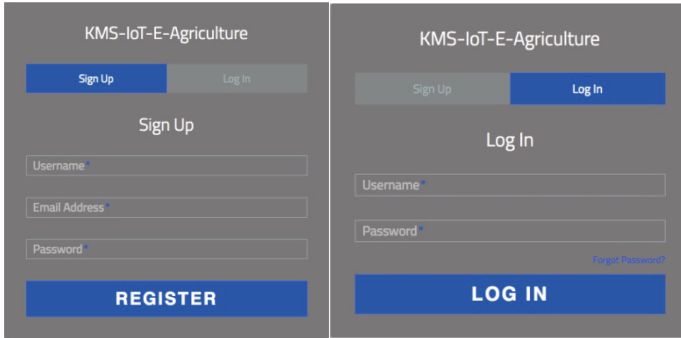 KMS-IoT-E-Agriculture
Sign Up Log In
Sign Up
Username*
Email Address*
Password*
REGISTER
KMS-IoT-E-Agriculture
Sign Up Log In
Log In
Username*
Password*
Forgot Password?
LOG IN